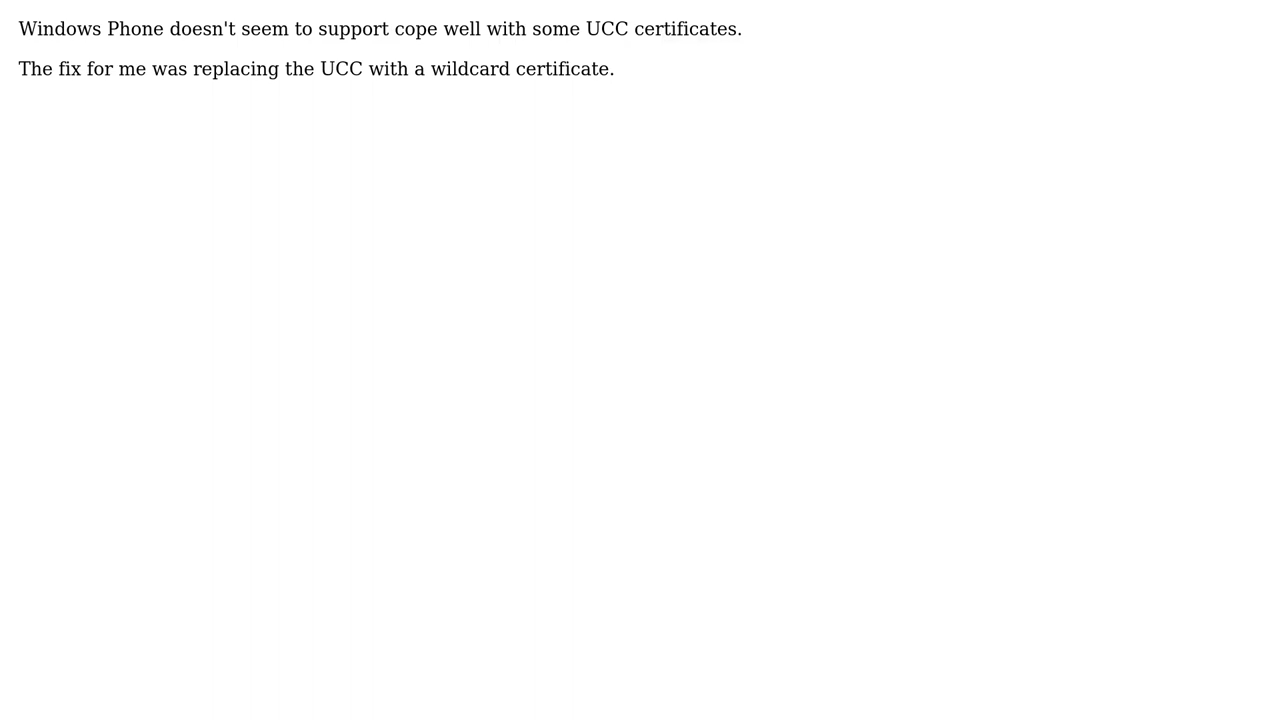 Windows Phone doesn't seem to support cope well with some UCC certificates.
The fix for me was replacing the UCC with a wildcard certificate.